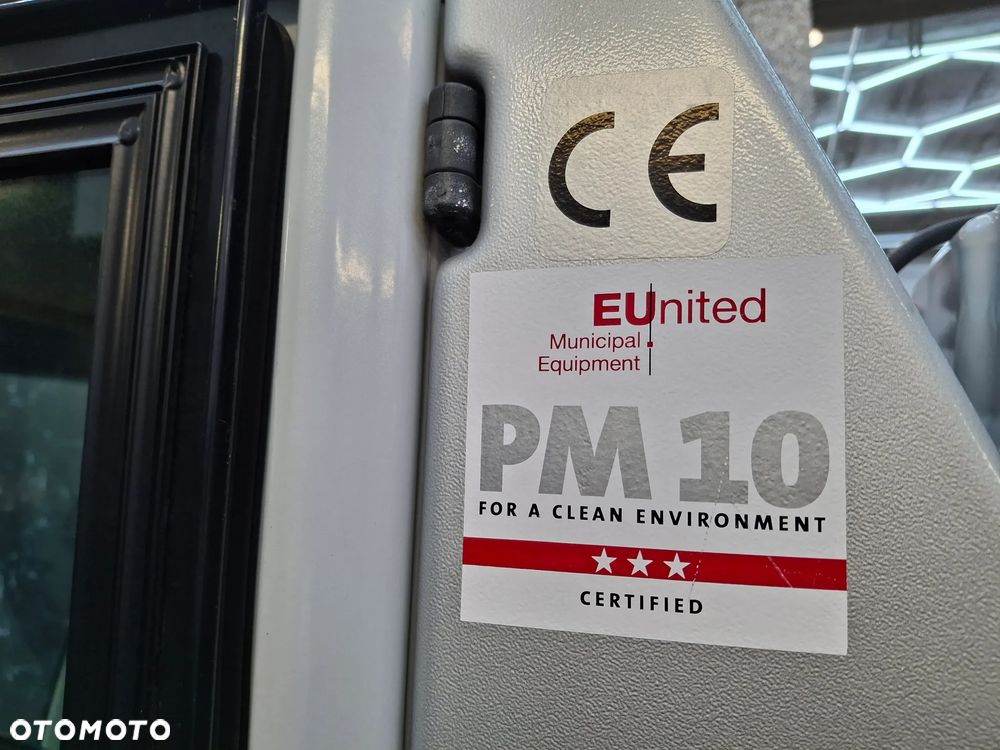 CE
EUnited
Municipal
Equipment
PM 10
FOR A CLEAN ENVIRONMENT
CERTIFIED
OTOMOTO